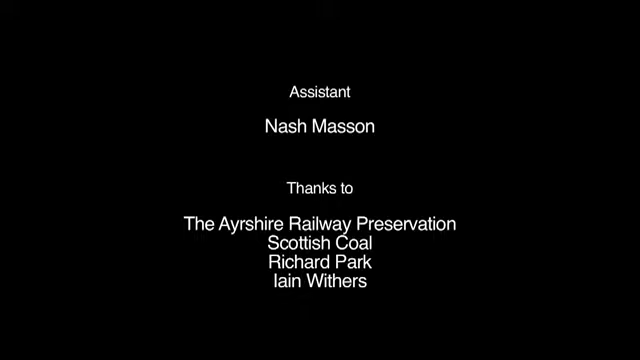 Assistant
Nash Masson
Thanks to
The Ayrshire Railway Preservation
Scottish Coal
Richard Park
Iain Withers